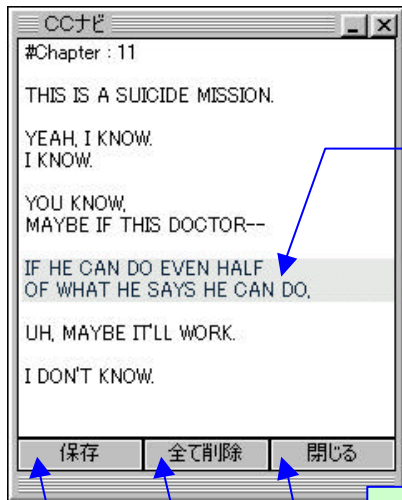 CCナビ
#Chapter : 11
THIS IS A SUICIDE MISSION.
YEAH, I KNOW.
I KNOW.
YOU KNOW,
MAYBE IF THIS DOCTOR--
IF HE CAN DO EVEN HALF
OF WHAT HE SAYS HE CAN DO,
UH, MAYBE IT'LL WORK.
I DON'T KNOW.
保存 全て削除 閉じる